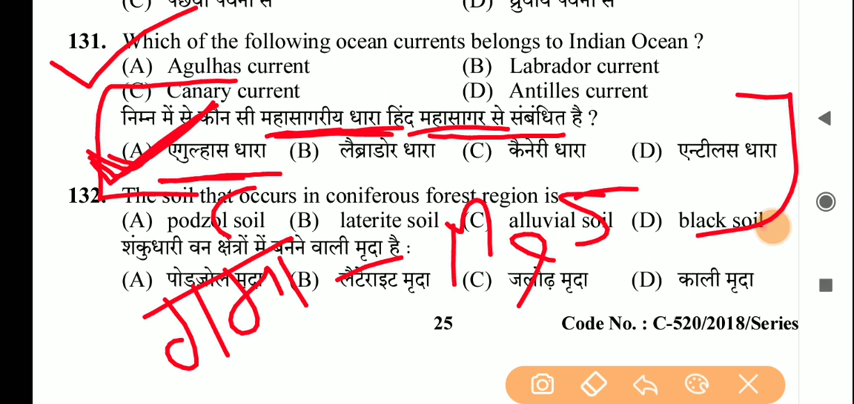 131. Which of the following ocean currents belongs to Indian Ocean ?
(A) Agulhas current (B) Labrador current
(C) Canary current (D) Antilles current
निम्न में से कौन सी महासागरीय धारा हिंद महासागर से संबंधित है ?
(A) एगुल्हास धारा (B) लैब्राडोर धारा (C) कैनेरी धारा (D) एन्टीलस धारा
132. The soil that occurs in coniferous forest region is
(A) podzol soil (B) laterite soil (C) alluvial soil (D) black soil
शंकुधारी वन क्षेत्रों में बनने वाली मृदा है :
(A) पोडज़ोल मृदा (B) लैटेराइट मृदा (C) जलोढ़ मृदा (D) काली मृदा
गर्म
25 Code No. : C-520/2018/Series